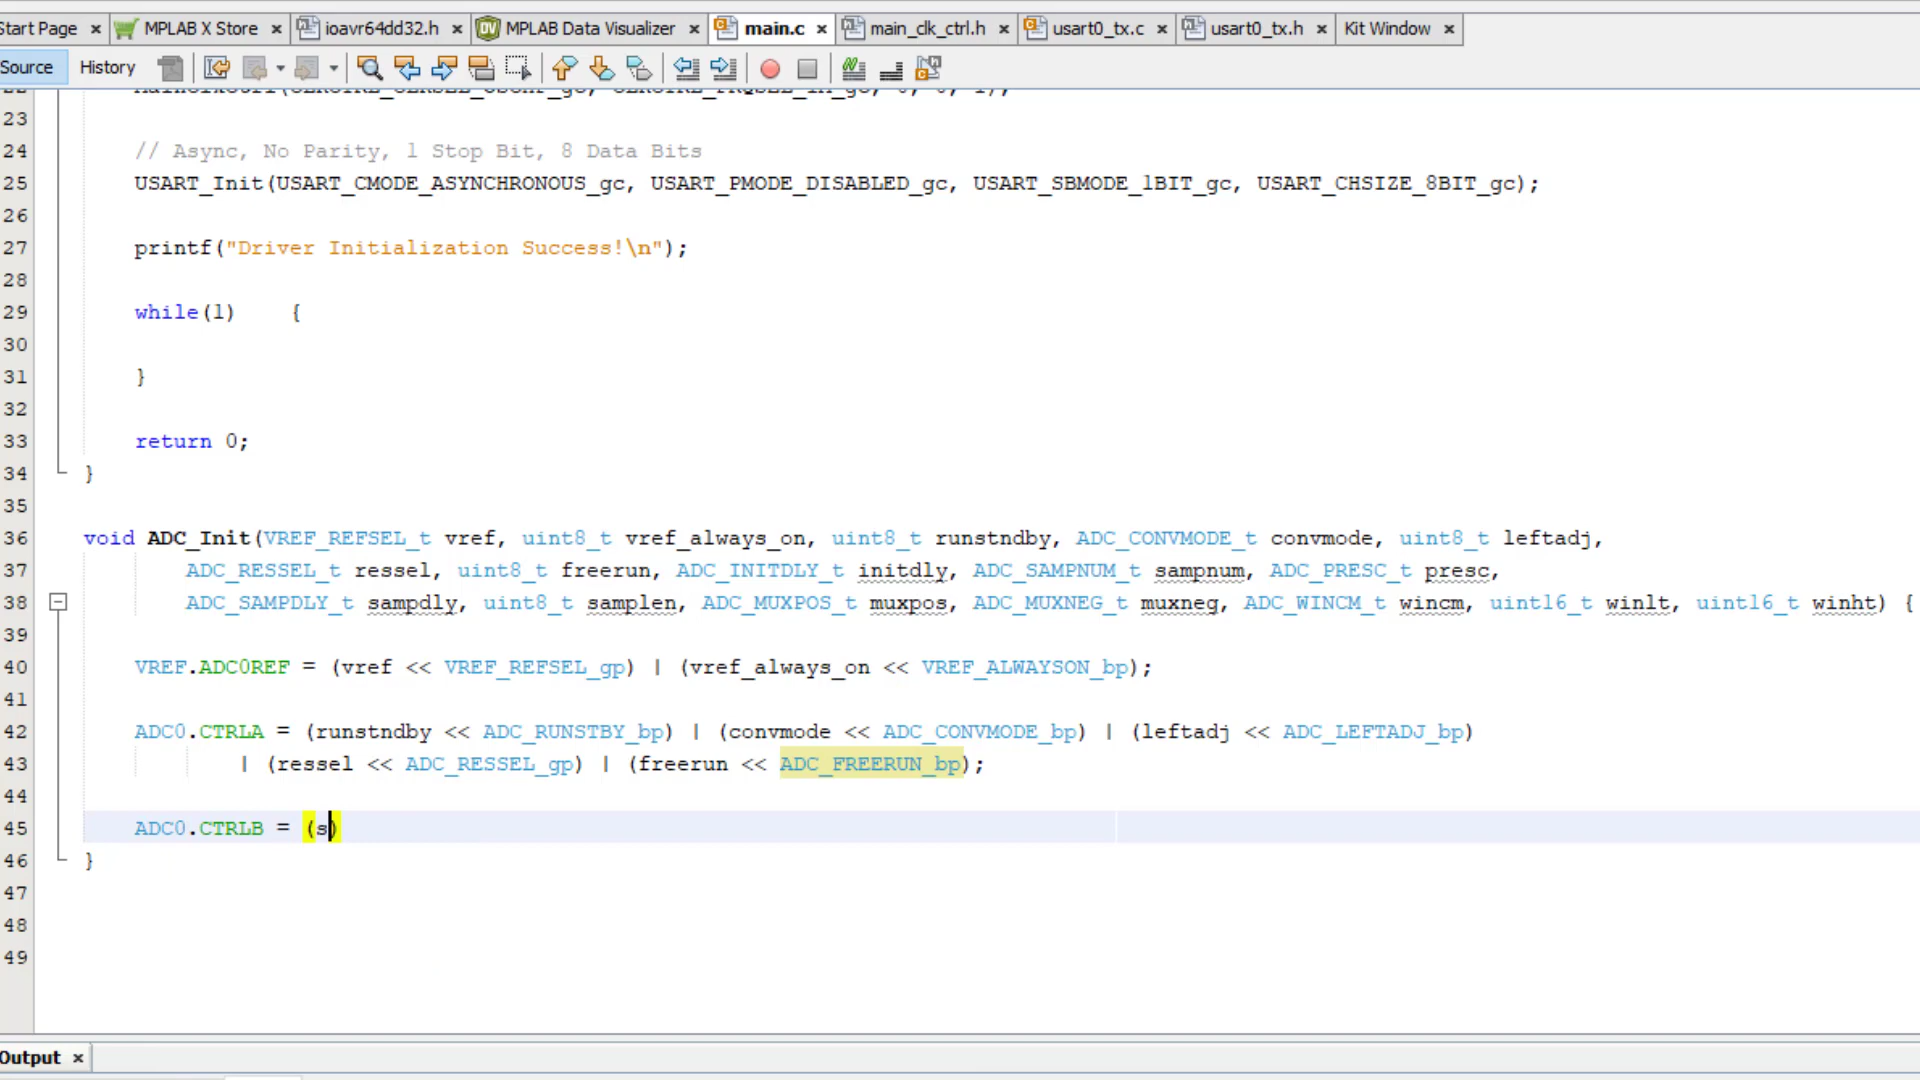 Start Page × MPLAB X Store × ioavr64dd32.h × MPLAB Data Visualizer × main.c × main_clk_ctrl.h × usart0_tx.c × usart0_tx.h × Kit Window ×
Source History
23
24 // Async, No Parity, 1 Stop Bit, 8 Data Bits
25 USART_Init(USART_CMODE_ASYNCHRONOUS_gc, USART_PMODE_DISABLED_gc, USART_SBMODE_1BIT_gc, USART_CHSIZE_8BIT_gc);
26
27 printf("Driver Initialization Success!\n");
28
29 while(1) {
30
31 }
32
33 return 0;
34 }
35
36 void ADC_Init(VREF_REFSEL_t vref, uint8_t vref_always_on, uint8_t runstndby, ADC_CONVMODE_t convmode, uint8_t leftadj,
37 ADC_RESSEL_t ressel, uint8_t freerun, ADC_INITDLY_t initdly, ADC_SAMPNUM_t sampnum, ADC_PRESC_t presc,
38 ADC_SAMPDLY_t sampdly, uint8_t samplen, ADC_MUXPOS_t muxpos, ADC_MUXNEG_t muxneg, ADC_WINCM_t wincm, uint16_t winlt, uint16_t winht) {
39
40 VREF.ADC0REF = (vref << VREF_REFSEL_gp) | (vref_always_on << VREF_ALWAYSON_bp);
41
42 ADC0.CTRLA = (runstndby << ADC_RUNSTBY_bp) | (convmode << ADC_CONVMODE_bp) | (leftadj << ADC_LEFTADJ_bp)
43 | (ressel << ADC_RESSEL_gp) | (freerun << ADC_FREERUN_bp);
44
45 ADC0.CTRLB = (s)
46 }
47
48
49
Output ×